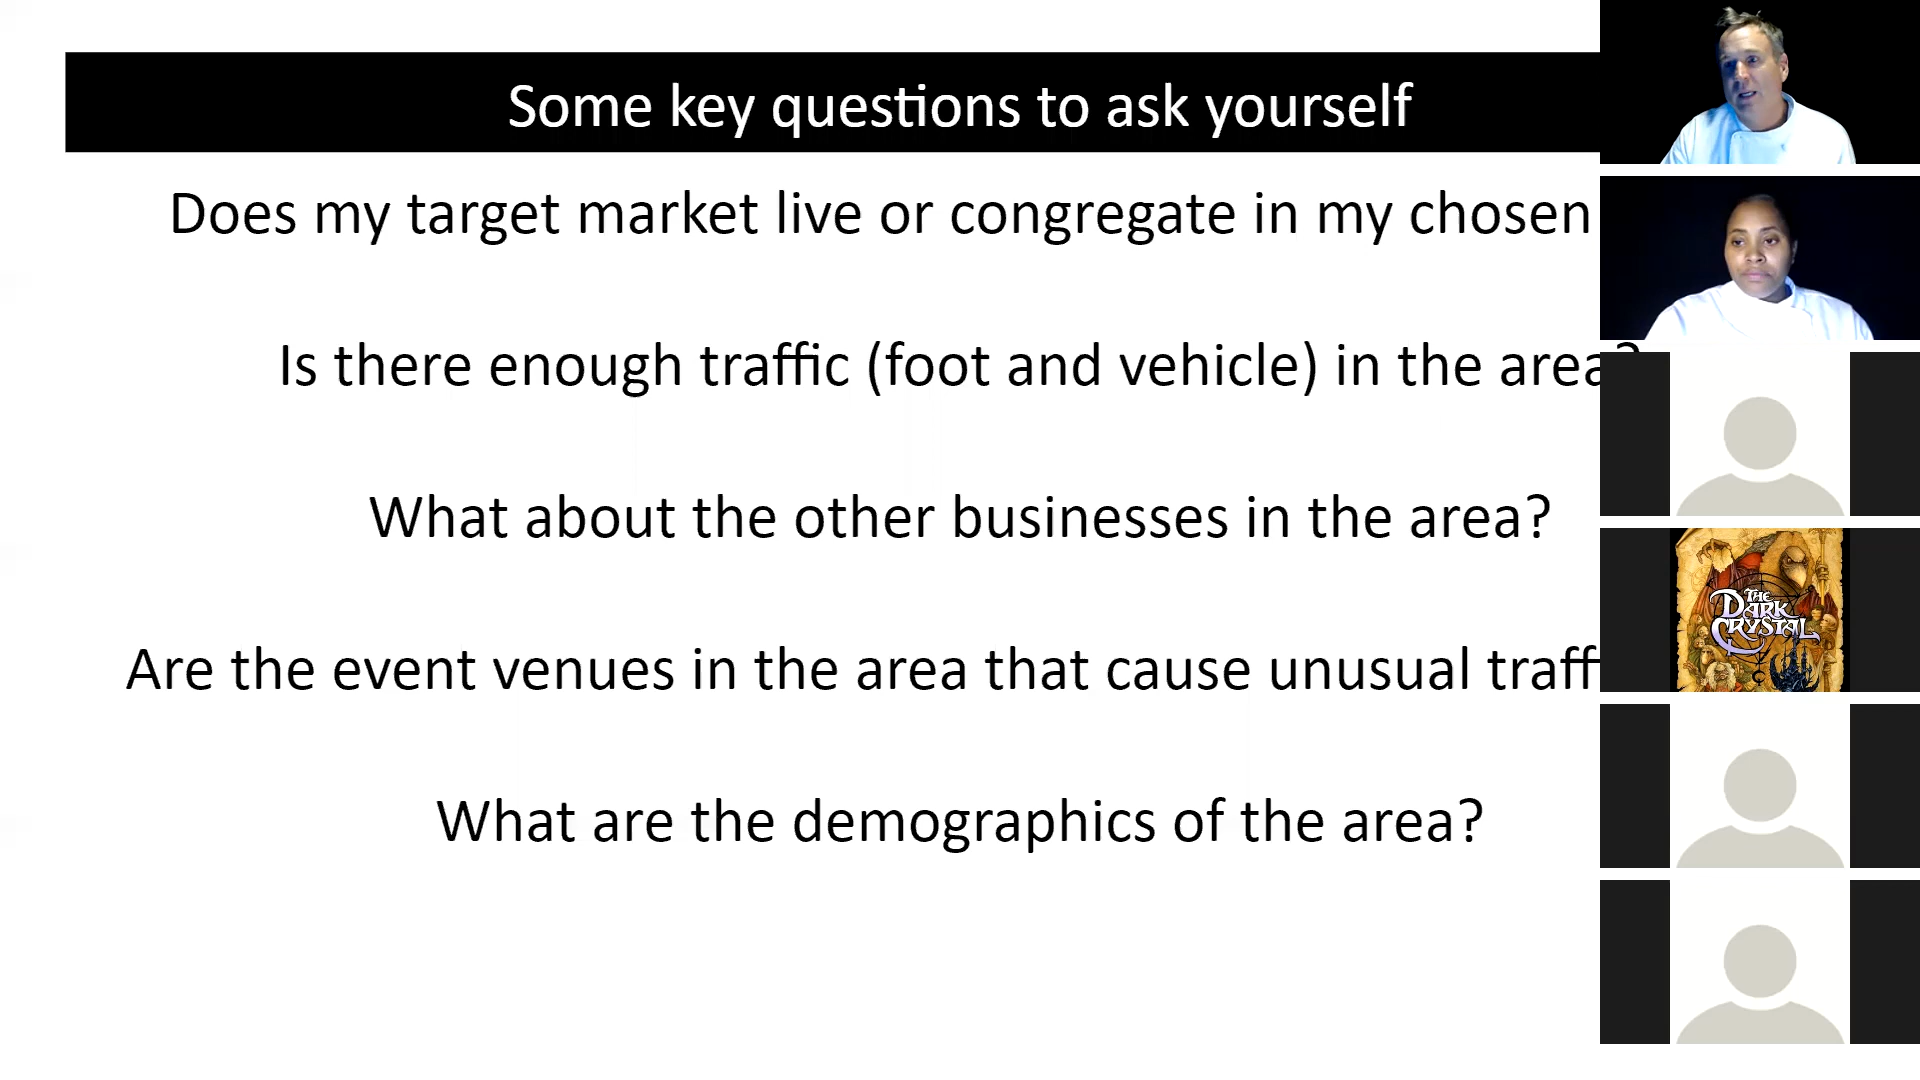 Some key questions to ask yourself
Does my target market live or congregate in my chosen
Is there enough traffic (foot and vehicle) in the area?
What about the other businesses in the area?
Are the event venues in the area that cause unusual traff
THE
DARK
CRYSTAL
What are the demographics of the area?